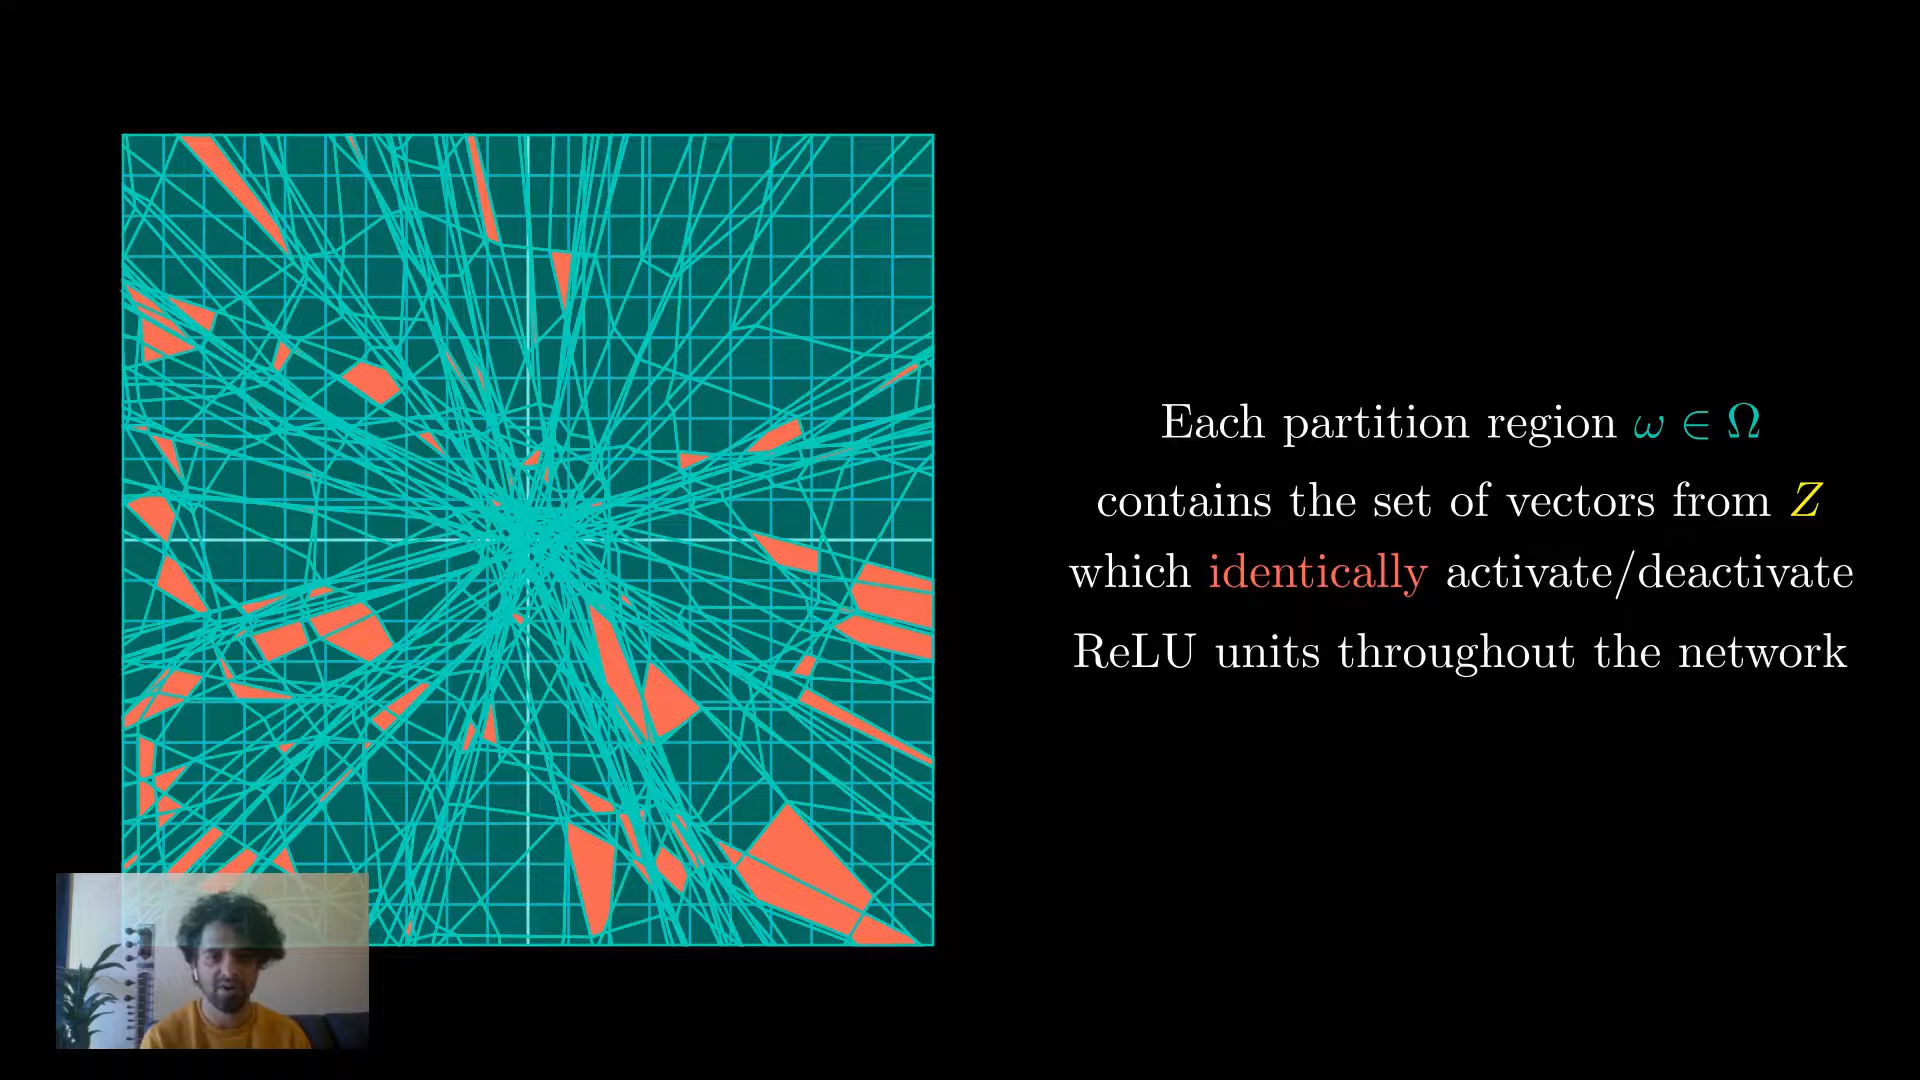 Each partition region ω ∈ Ω
contains the set of vectors from Z
which identically activate/deactivate
ReLU units throughout the network